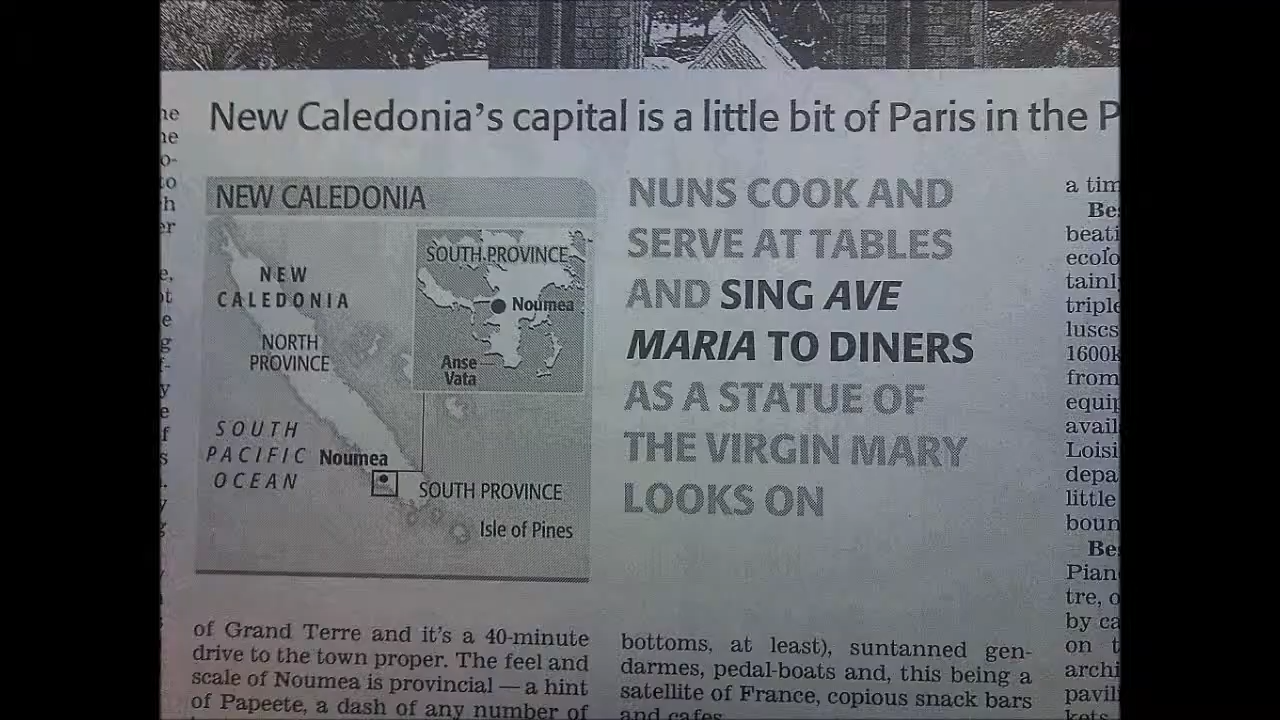 New Caledonia's capital is a little bit of Paris in the P
NEW CALEDONIA
NEW
CALEDONIA
NORTH
PROVINCE
SOUTH
PACIFIC
OCEAN
Noumea
SOUTH PROVINCE
Isle of Pines
SOUTH PROVINCE
Noumea
Anse
Vata
NUNS COOK AND
SERVE AT TABLES
AND SING AVE
MARIA TO DINERS
AS A STATUE OF
THE VIRGIN MARY
LOOKS ON
of Grand Terre and it's a 40-minute
drive to the town proper. The feel and
scale of Noumea is provincial — a hint
of Papeete, a dash of any number of
bottoms, at least), suntanned gen-
darmes, pedal-boats and, this being a
satellite of France, copious snack bars
and cafes
a tim
Bes
beati
ecolo
tainl
triple
luscs
1600k
from
equip
avail
Loisi
depa
little
boun
Bes
Pian
tre, o
by ca
on t
archi
pavil
kets